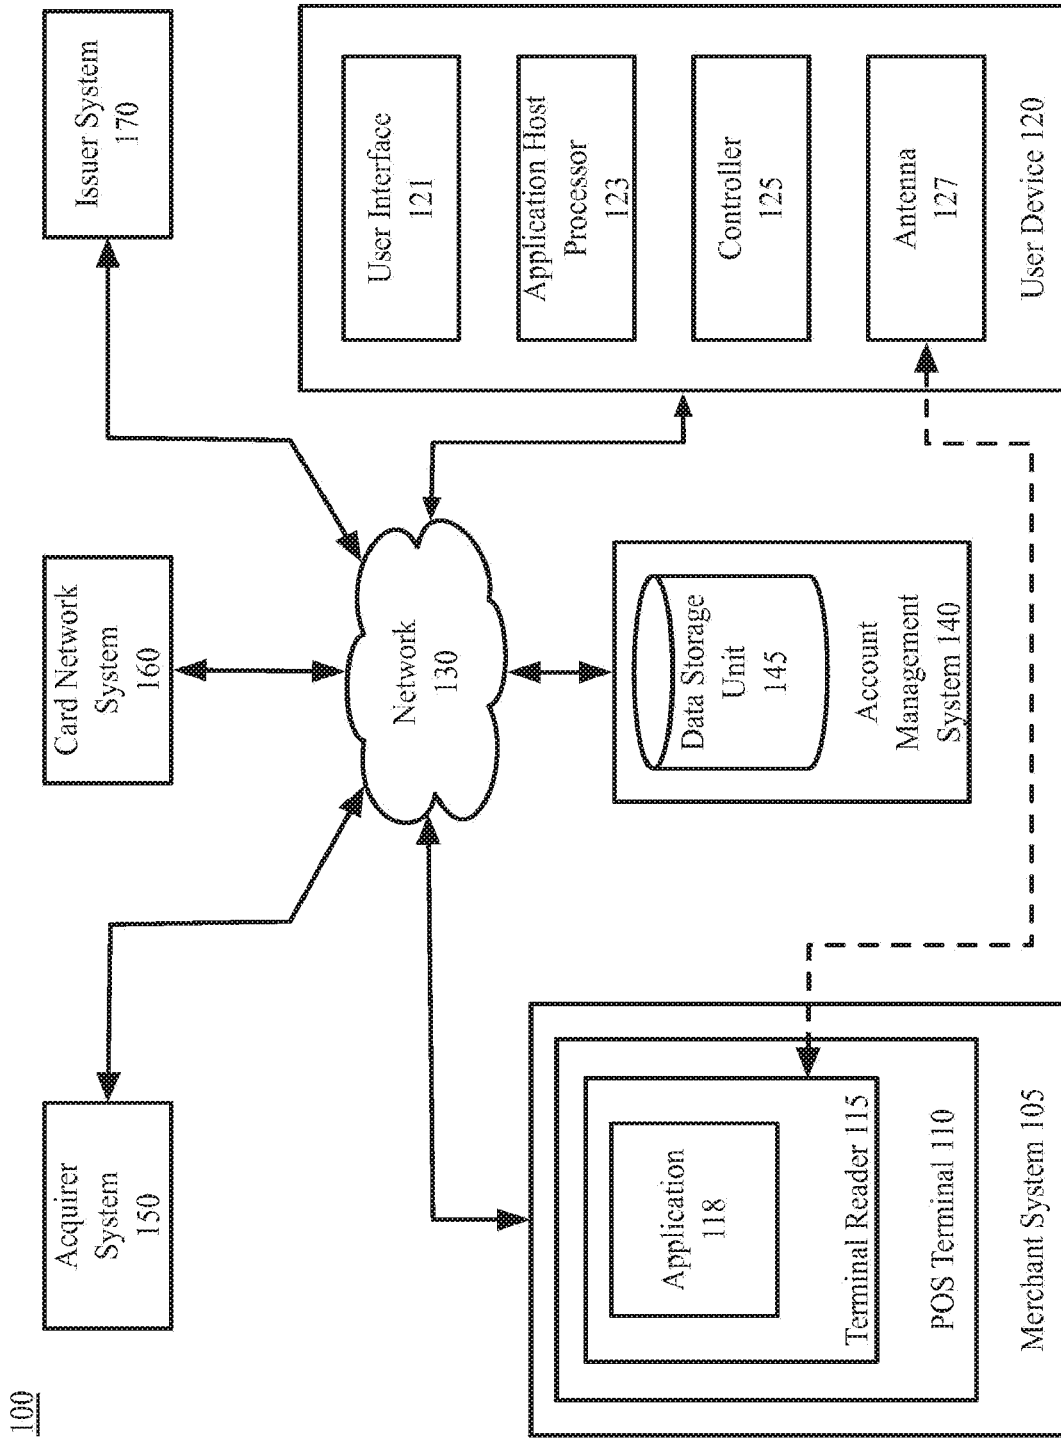 100
Acquirer
System
150
Card Network
System
160
Issuer System
170
Network
130
Application
118
Terminal Reader 115
POS Terminal 110
Merchant System 105
Data Storage
Unit
145
Account
Management
System 140
User Interface
121
Application Host
Processor
123
Controller
125
Antenna
127
User Device 120